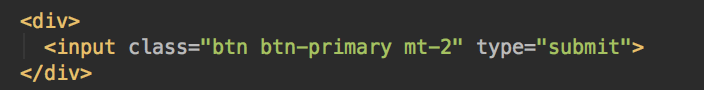 <div>
  <input class="btn btn-primary mt-2" type="submit">
</div>